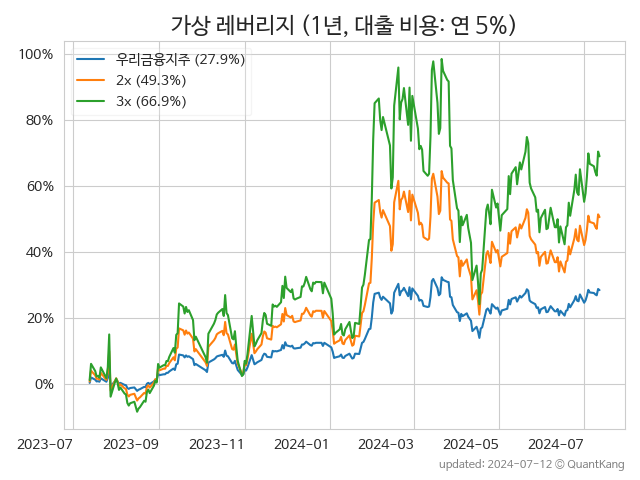 가상 레버리지 (1년, 대출 비용: 연 5%)
우리금융지주 (27.9%)
2x (49.3%)
3x (66.9%)
100%
80%
60%
40%
20%
0%
2023-07 2023-09 2023-11 2024-01 2024-03 2024-05 2024-07
updated: 2024-07-12 © QuantKang